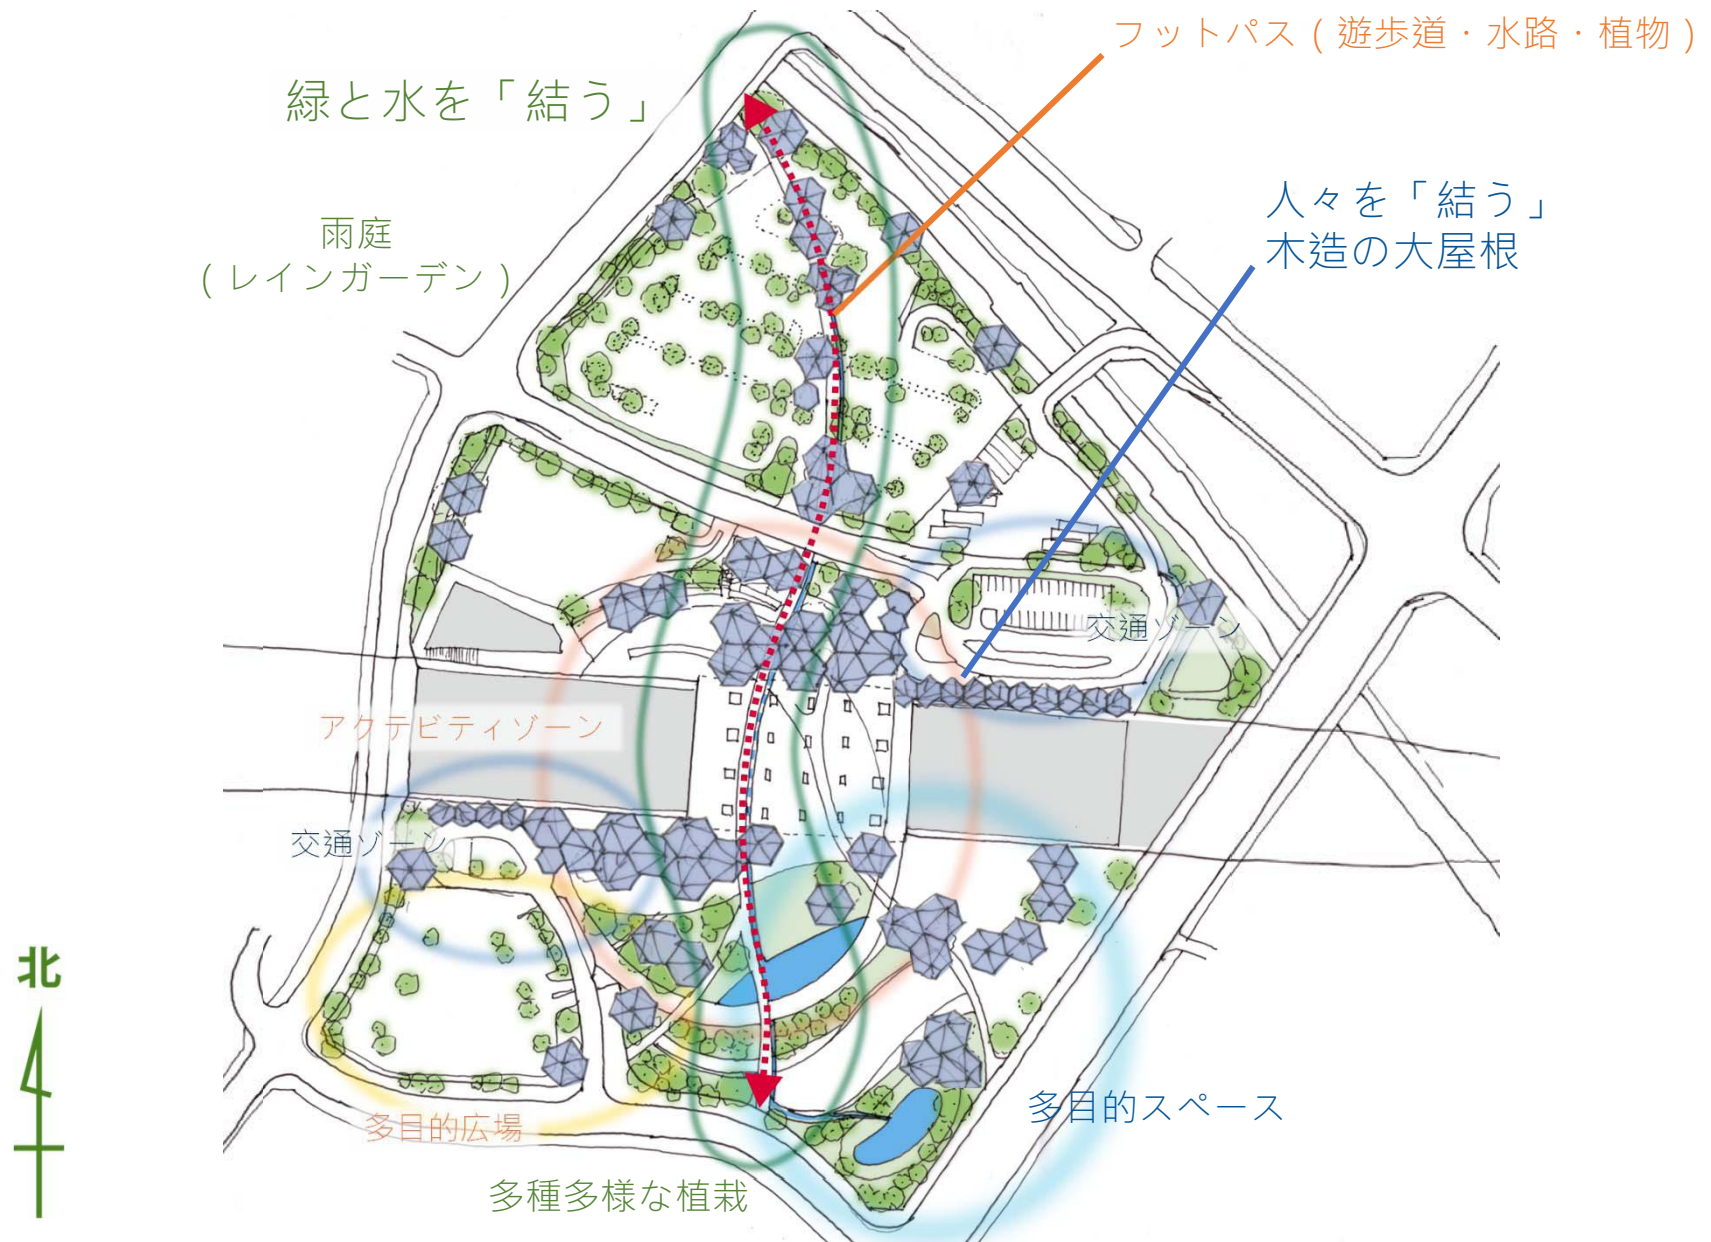 フットパス（遊歩道・水路・植物）
緑と水を「結う」
人々を「結う」
木造の大屋根
雨庭
（レインガーデン）
交通ゾーン
アクテビティゾーン
交通ゾーン
北
多目的スペース
多目的広場
多種多様な植栽